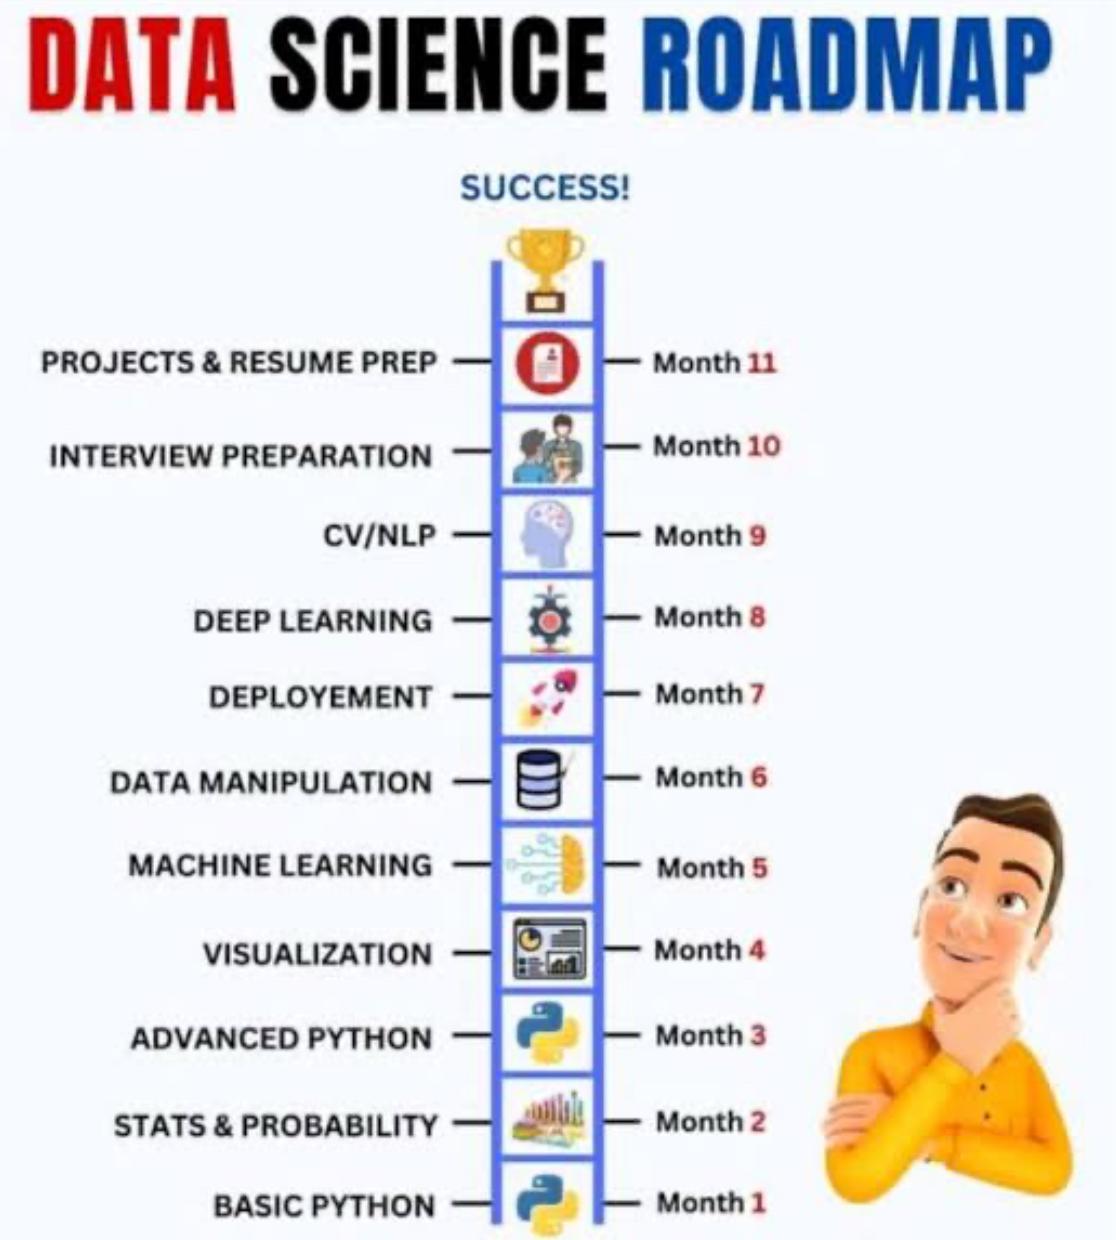 DATA SCIENCE ROADMAP
SUCCESS!
PROJECTS & RESUME PREP Month 11
INTERVIEW PREPARATION Month 10
CV/NLP Month 9
DEEP LEARNING Month 8
DEPLOYEMENT Month 7
DATA MANIPULATION Month 6
MACHINE LEARNING Month 5
VISUALIZATION Month 4
ADVANCED PYTHON Month 3
STATS & PROBABILITY Month 2
BASIC PYTHON Month 1